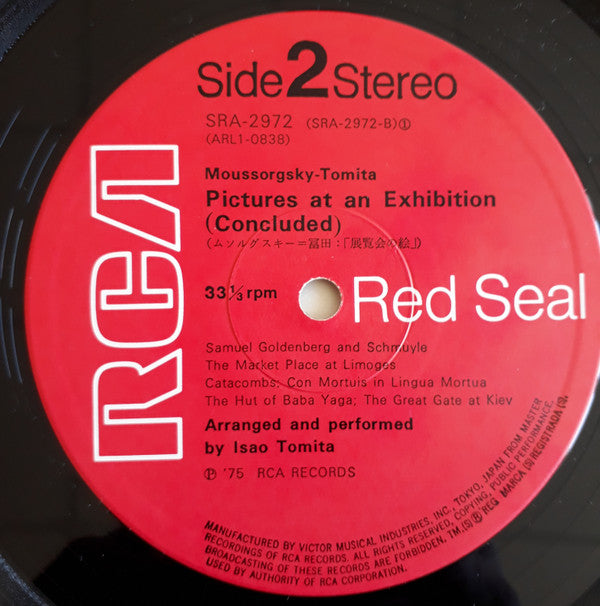 Side 2 Stereo
SRA-2972 (SRA-2972-B)①
(ARL1-0838)
Moussorgsky-Tomita
Pictures at an Exhibition
(Concluded)
(ムソルグスキー=冨田:「展覧会の絵」)
RCA
33⅓ rpm
Red Seal
Samuel Goldenberg and Schmuyle
The Market Place at Limoges
Catacombs: Con Mortuis in Lingua Mortua
The Hut of Baba Yaga; The Great Gate at Kiev
Arranged and performed
by Isao Tomita
℗ '75 RCA RECORDS
MANUFACTURED BY VICTOR MUSICAL INDUSTRIES, INC. TOKYO, JAPAN FROM MASTER
RECORDINGS OF RCA RECORDS. ALL RIGHTS RESERVED, COPYING, PUBLIC PERFORMANCE,
BROADCASTING OF THESE RECORDS ARE FORBIDDEN, TM.(S)® REG. MARCA (S) REGISTRADA (S).
USED BY AUTHORITY OF RCA CORPORATION.